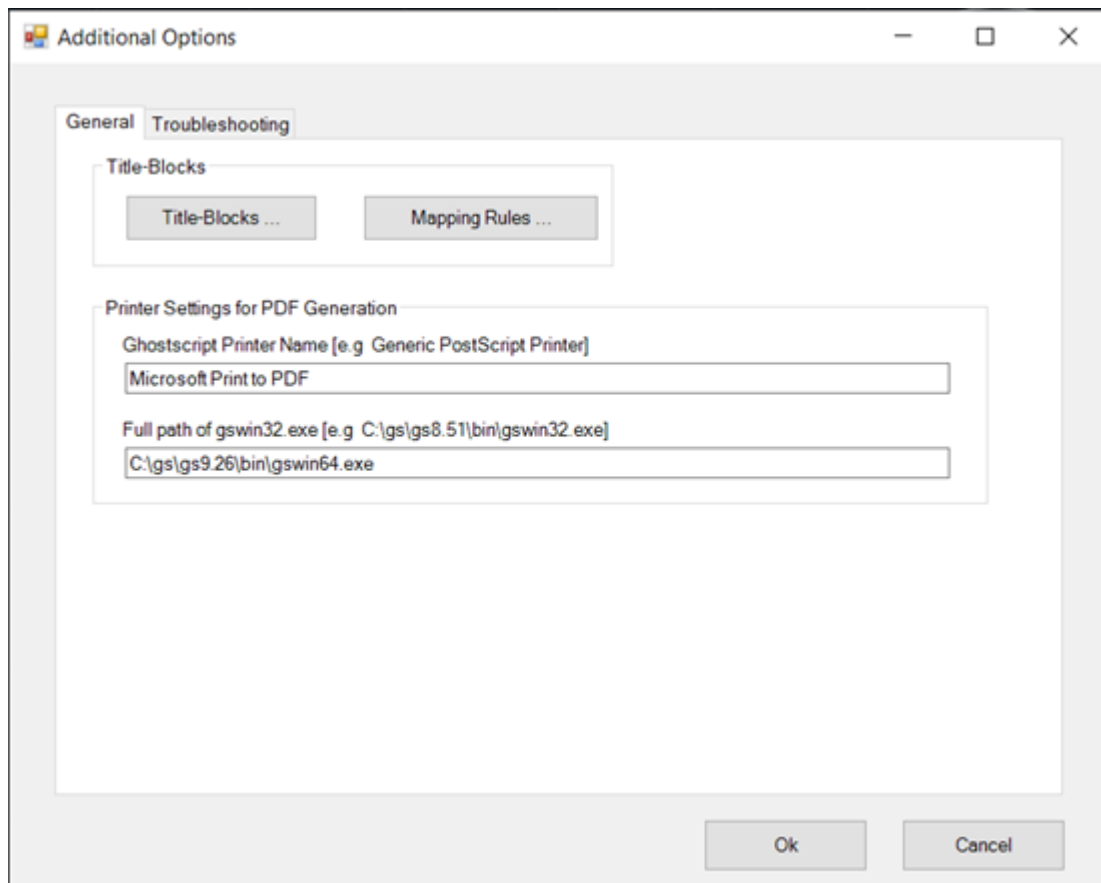 Additional Options
General Troubleshooting
Title-Blocks
Title-Blocks ... Mapping Rules ...
Printer Settings for PDF Generation
Ghostscript Printer Name [e.g Generic PostScript Printer]
Microsoft Print to PDF
Full path of gswin32.exe [e.g C:\gs\gs8.51\bin\gswin32.exe]
C:\gs\gs9.26\bin\gswin64.exe
Ok Cancel